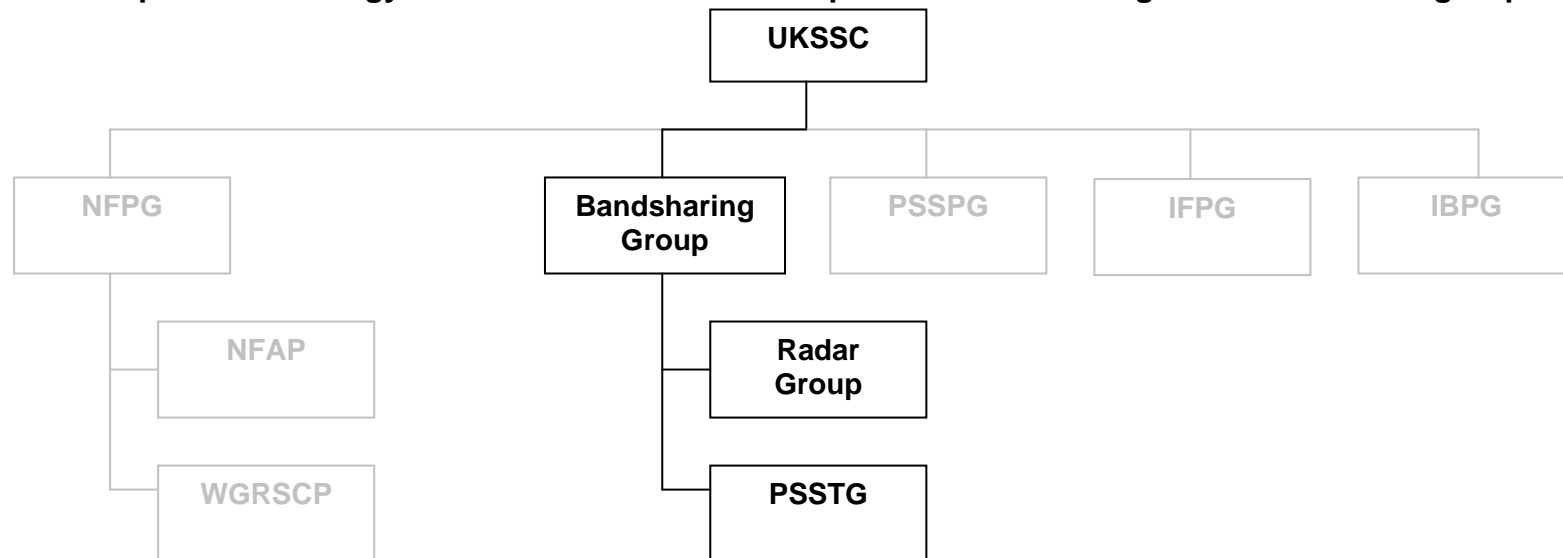 UKSSC
NFPG
Bandsharing
Group
PSSPG
IFPG
IBPG
NFAP
Radar
Group
WGRSCP
PSSTG